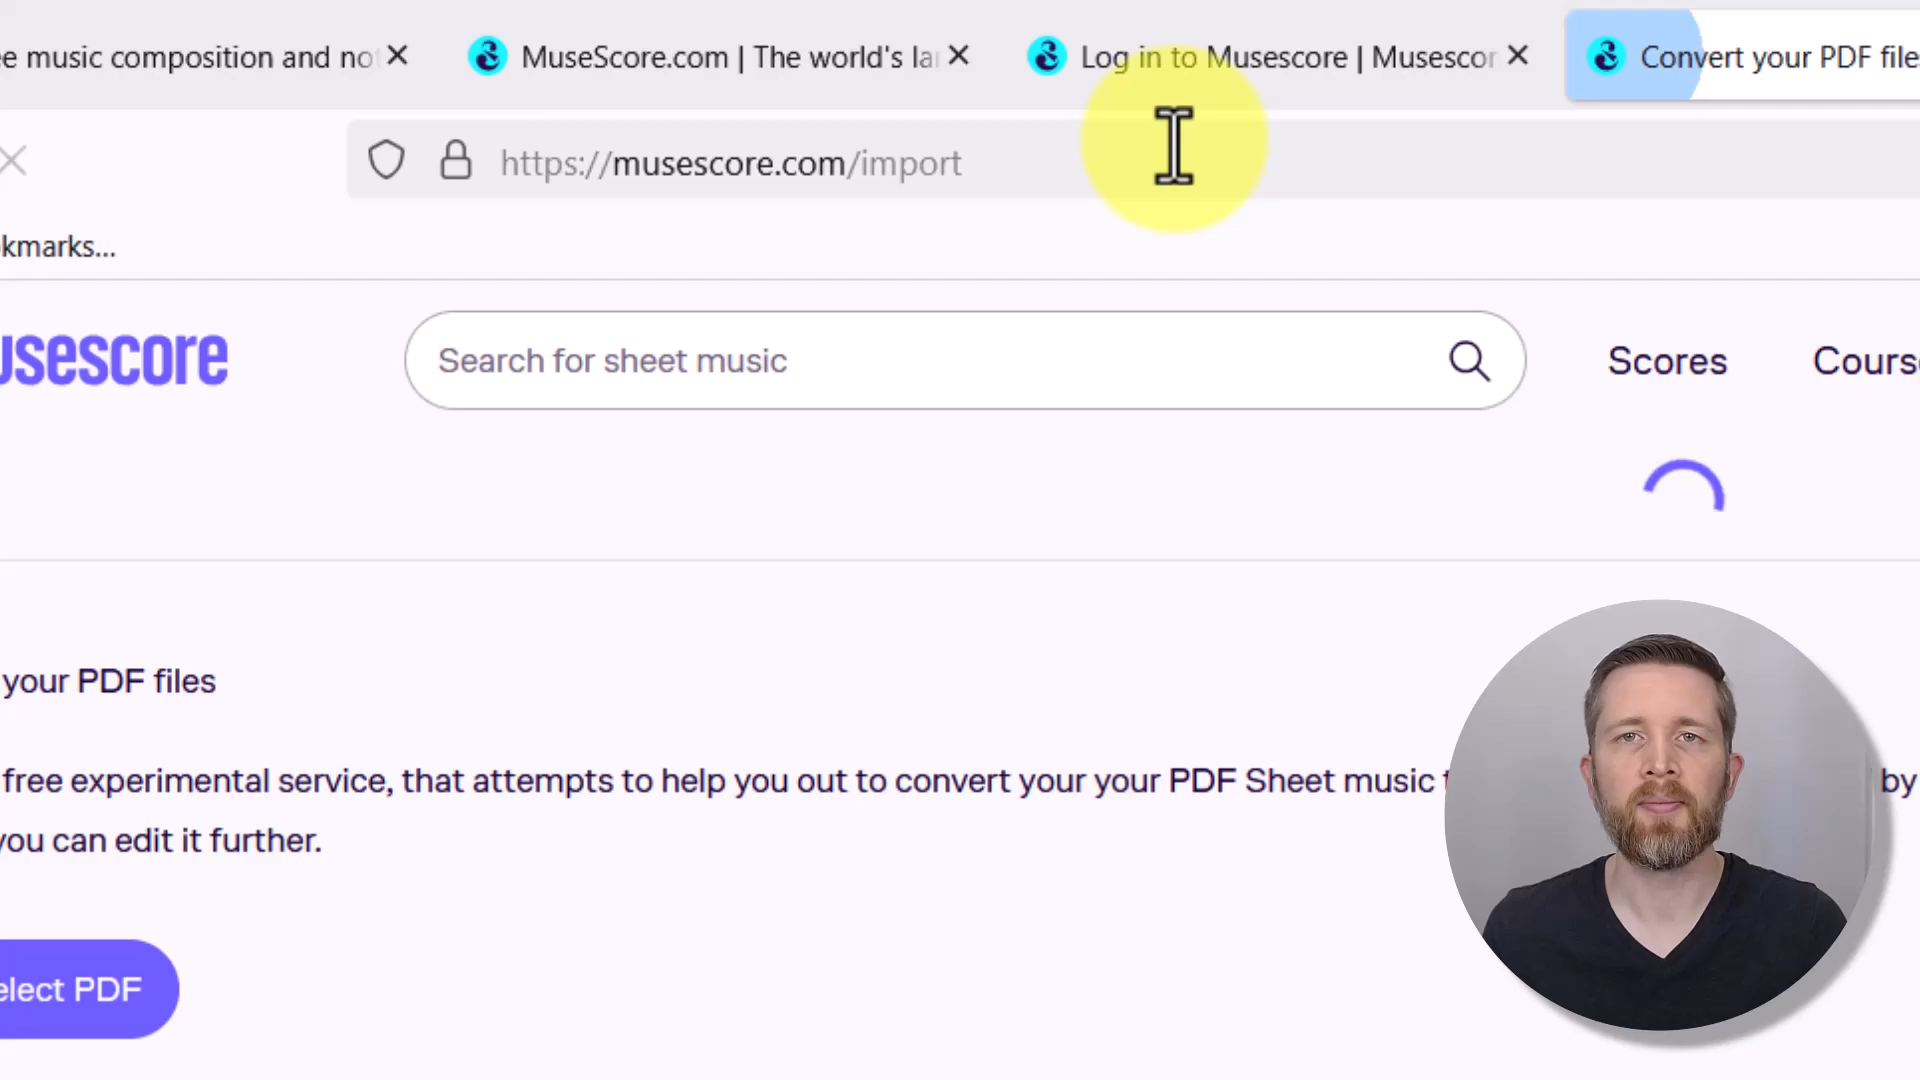 e music composition and no
MuseScore.com | The world's la
Log in to Musescore | Musescor
Convert your PDF file
https://musescore.com/import
kmarks...
usescore
Search for sheet music
Scores
Cours
your PDF files
free experimental service, that attempts to help you out to convert your your PDF Sheet music
by
you can edit it further.
elect PDF